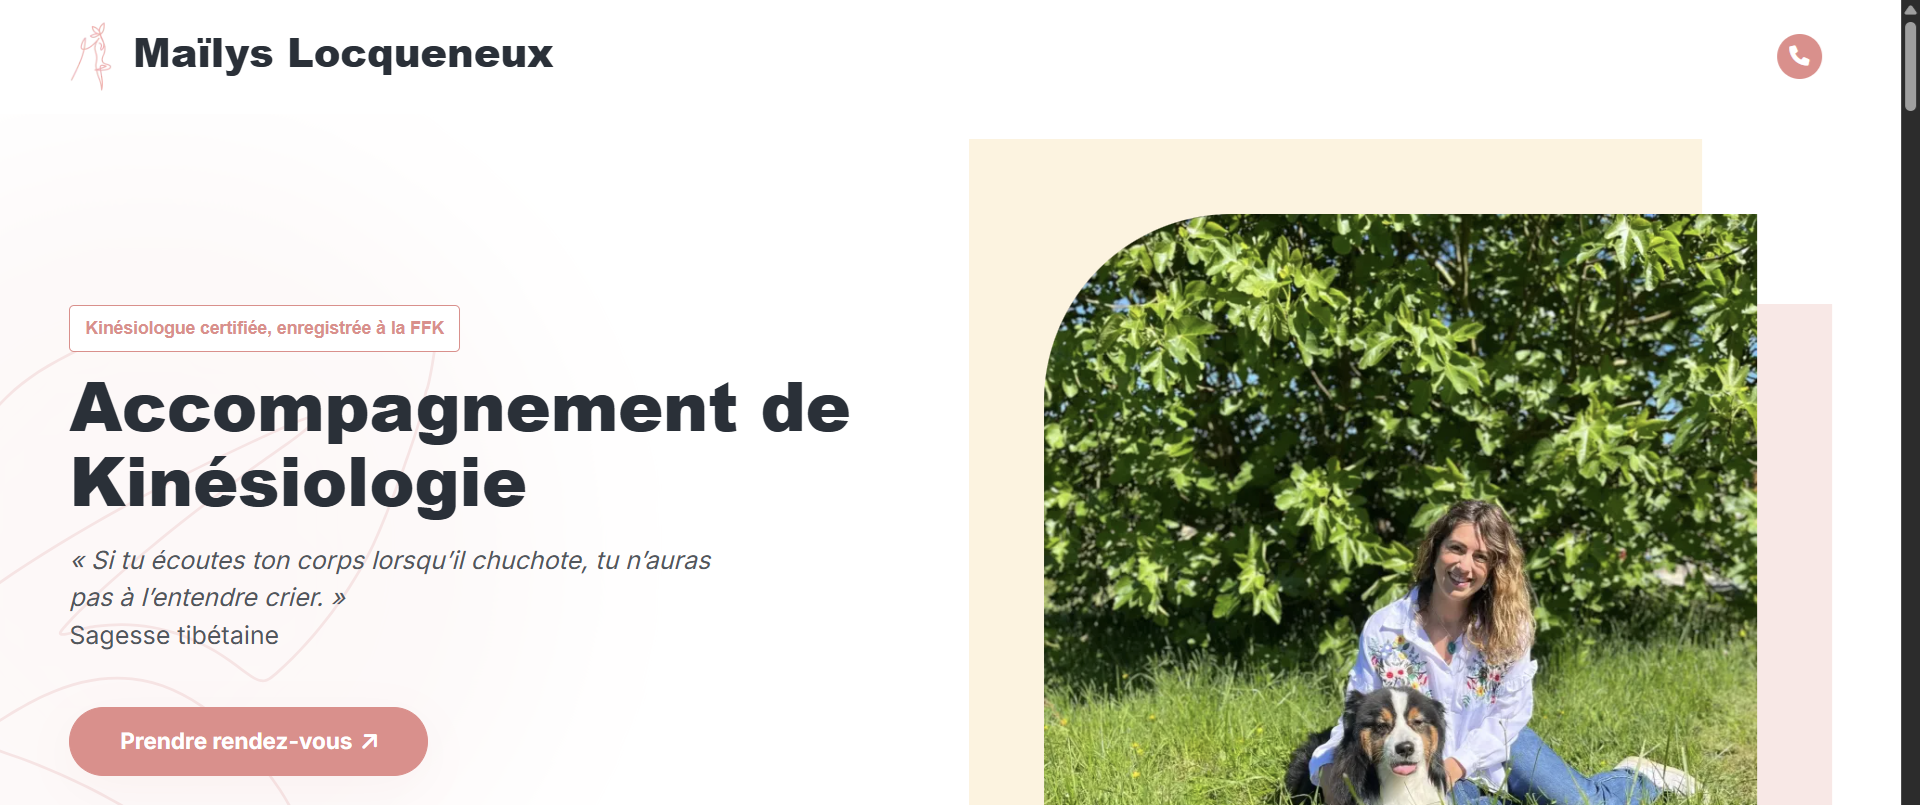 Maïlys Locqueneux
Kinésiologue certifiée, enregistrée à la FFK
Accompagnement de
Kinésiologie
« Si tu écoutes ton corps lorsqu’il chuchote, tu n’auras
pas à l’entendre crier. »
Sagesse tibétaine
Prendre rendez-vous